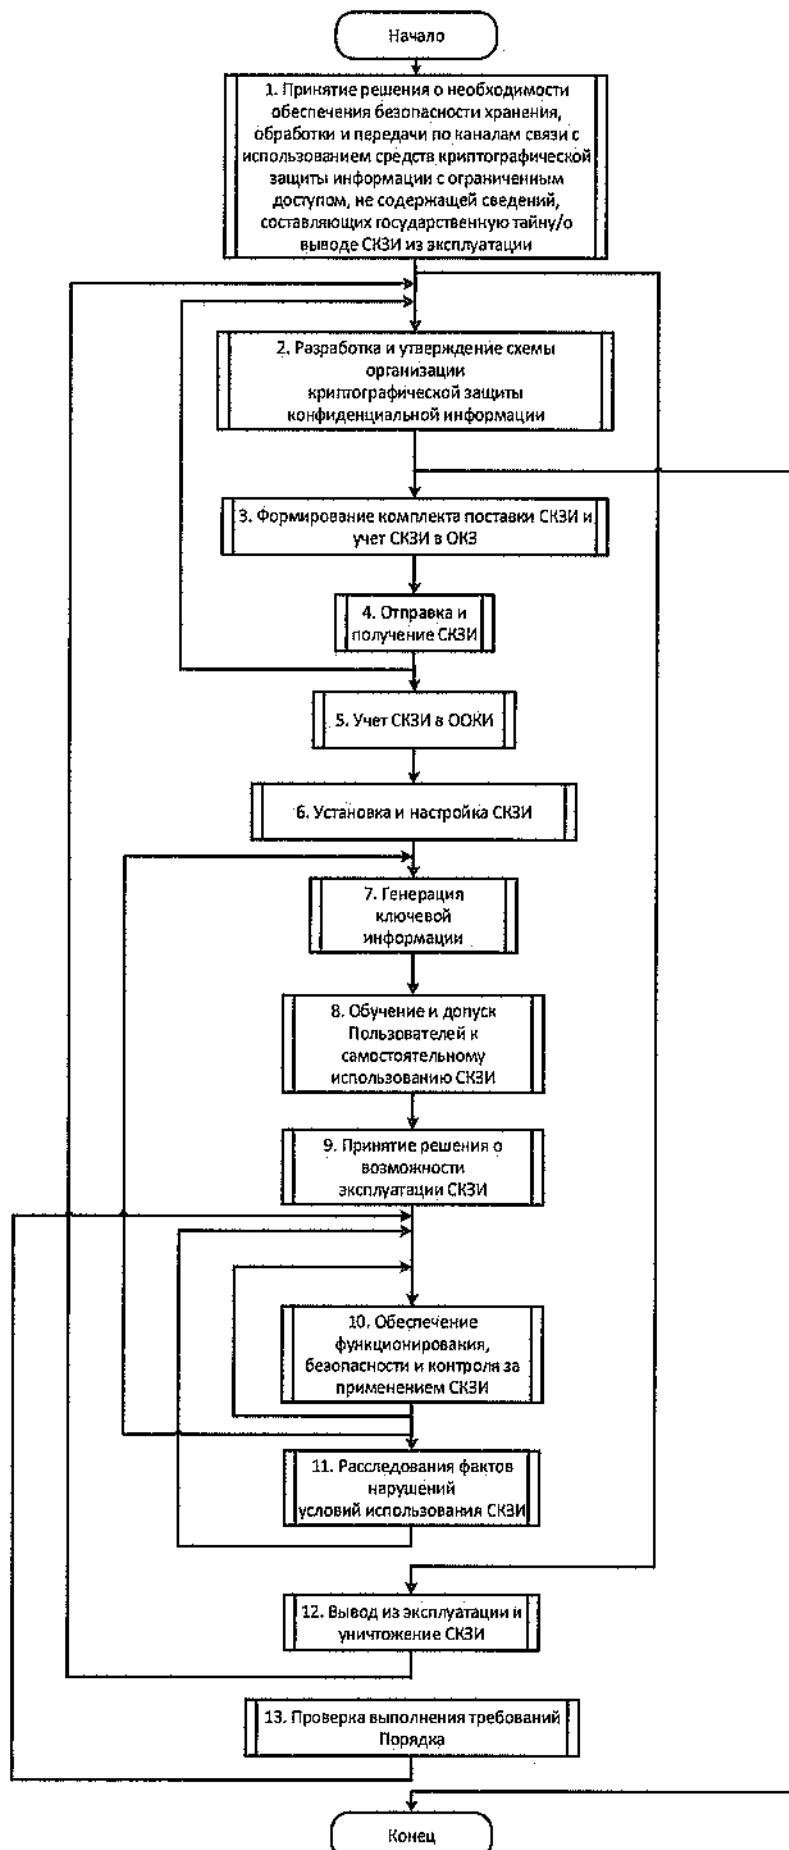 Начало
1. Принятие решения о необходимости
обеспечения безопасности хранения,
обработки и передачи по каналам связи с
использованием средств криптографической
защиты информации с ограниченным
доступом, не содержащей сведений,
составляющих государственную тайну/о
выводе СКЗИ из эксплуатации
2. Разработка и утверждение схемы
организации
криптографической защиты
конфиденциальной информации
3. Формирование комплекта поставки СКЗИ и
учет СКЗИ в ОКЗ
4. Отправка и
получение СКЗИ
5. Учет СКЗИ в ООКИ
6. Установка и настройка СКЗИ
7. Генерация
ключевой
информации
8. Обучение и допуск
Пользователей к
самостоятельному
использованию СКЗИ
9. Принятие решения о
возможности
эксплуатации СКЗИ
10. Обеспечение
функционирования,
безопасности и контроля за
применением СКЗИ
11. Расследования фактов
нарушений
условий использования СКЗИ
12. Вывод из эксплуатации и
уничтожение СКЗИ
13. Проверка выполнения требований
Порядка
Конец